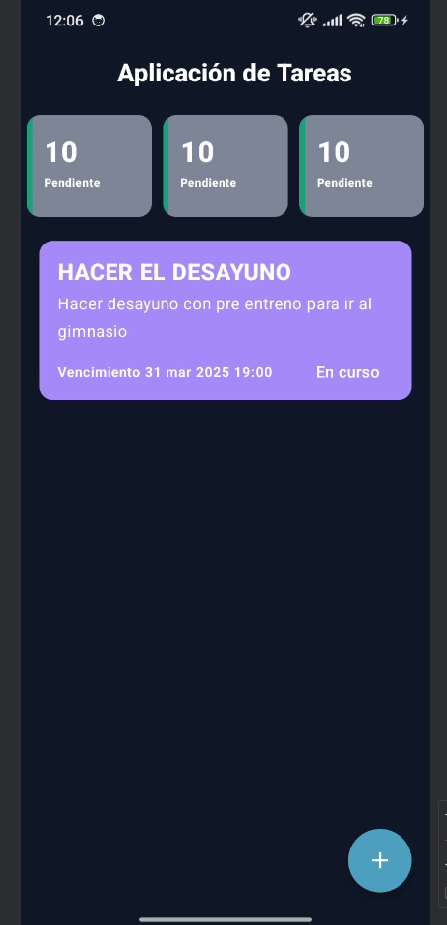 12:06
78
Aplicación de Tareas
10 10 10
Pendiente Pendiente Pendiente
HACER EL DESAYUNO
Hacer desayuno con pre entreno para ir al
gimnasio
Vencimiento 31 mar 2025 19:00 En curso
+